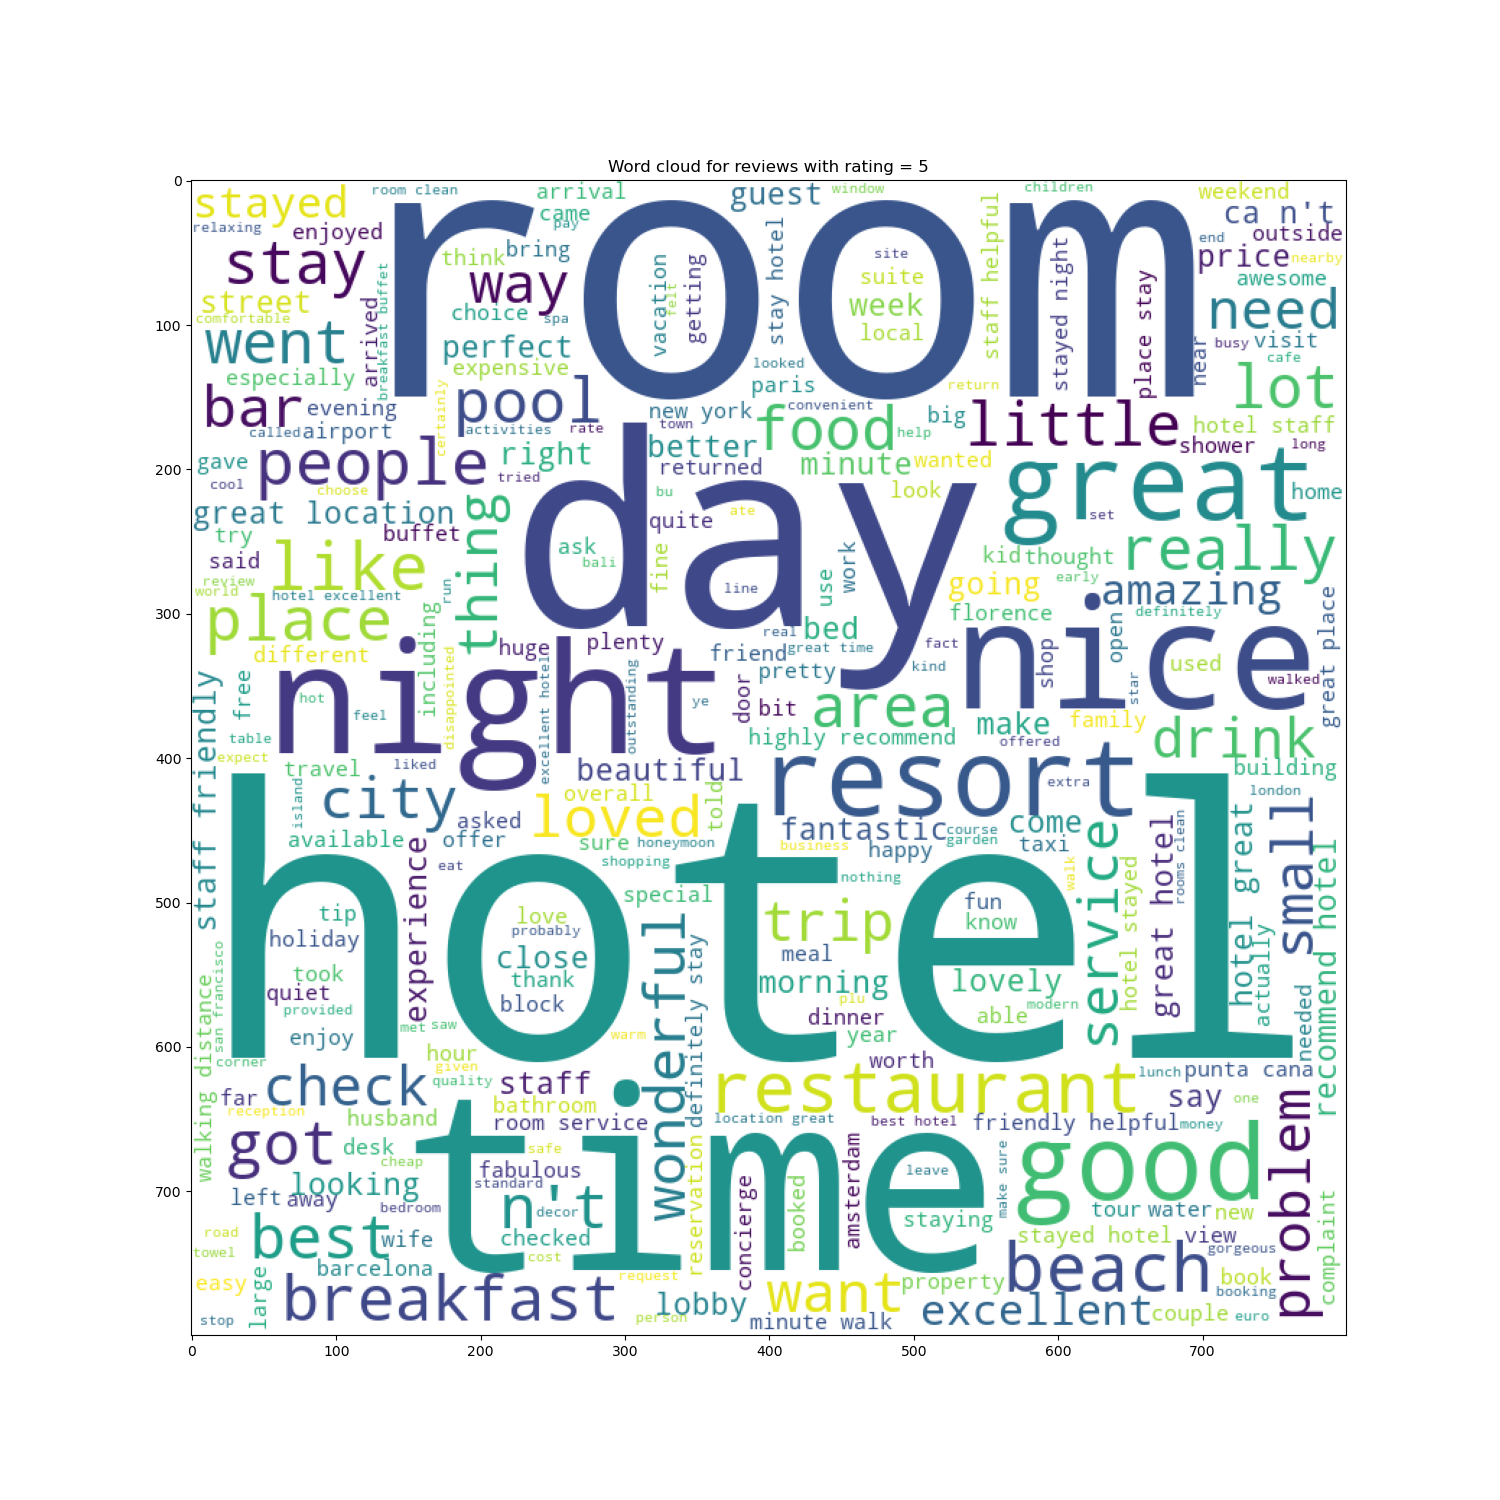 Word cloud for reviews with rating = 5
0
100
200
300
400
500
600
700
stayed
room clean
arrival
guest
window
children
weekend
relaxing
enjoyed
came
pay
ca n't
stay
think
bring
room
site
staff helpful
end
outside
street
way
vacation
felt
getting
stay hotel
suite
stayed night
price
nearby
comfortable
arrived
breakfast buffet
choice
spa
week
place stay
awesome
went
perfect
local
need
especially
expensive
looked
near
busy
visit
cafe
bar
evening
certainly
pool
paris
return
lot
called
airport
activities
rate
new york
town
convenient
food
help
big
little
hotel staff
gave
people
right
better
minute
wanted
shower
long
cool
choose
tried
returned
great
home
great location
thing
day
bu
ate
look
set
try
buffet
quite
said
like
ask
bali
fine
line
use
work
kid
thought
really
review
world
hotel excellent
run
going
early
amazing
place
including
florence
definitely
great place
different
huge
plenty
real
bed
fact
nice
open
staff friendly
free
night
disappointed
excellent hotel
outstanding
friend
great time
pretty
kind
shop
star
used
walked
hot
feel
ye
door
bit
area
make
family
table
highly recommend
offered
drink
expect
travel
liked
beautiful
resort
extra
building
island
city
overall
told
london
available
asked
offer
loved
fantastic
course
garden
come
small
sure
honeymoon
business
happy
taxi
hotel
experience
eat
shopping
nothing
walk
service
great hotel
rooms clean
hotel great
recommend hotel
tip
love
probably
special
trip
fun
know
hotel stayed
holiday
close
wonderful
meal
actually
walking distance
san francisco
took
quiet
thank
block
definitely stay
morning
lovely
provided
plu
dinner
able
modern
needed
enjoy
met
saw
warm
year
corner
hour
given
worth
far
check
quality
staff
restaurant
lunch
punta cana
reception
husband
bathroom
room service
location great
best hotel
friendly helpful
say
one
money
got
desk
cheap
time
safe
good
problem
looking
fabulous
standard
reservation
leave
make sure
left
away
bedroom
n't
decor
concierge
booked
amsterdam
staying
tour
water
new
complaint
road
best
wife
checked
stayed hotel
view
gorgeous
towel
barcelona
cost
easy
large
breakfast
request
want
property
beach
book
booking
stop
person
lobby
minute walk
excellent
couple
euro
0
100
200
300
400
500
600
700